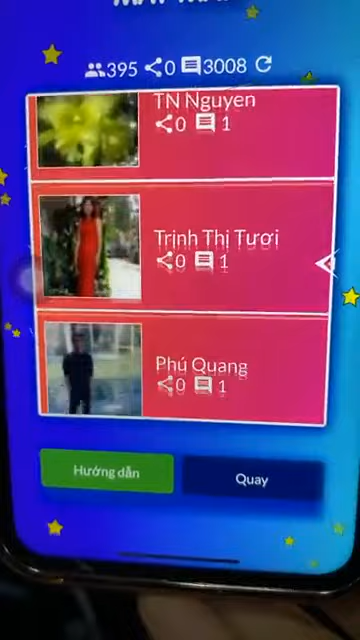 395 0 3008
TN Nguyen
0 1
Trịnh Thị Tươi
0 1
Phú Quang
0 1
Hướng dẫn
Quay